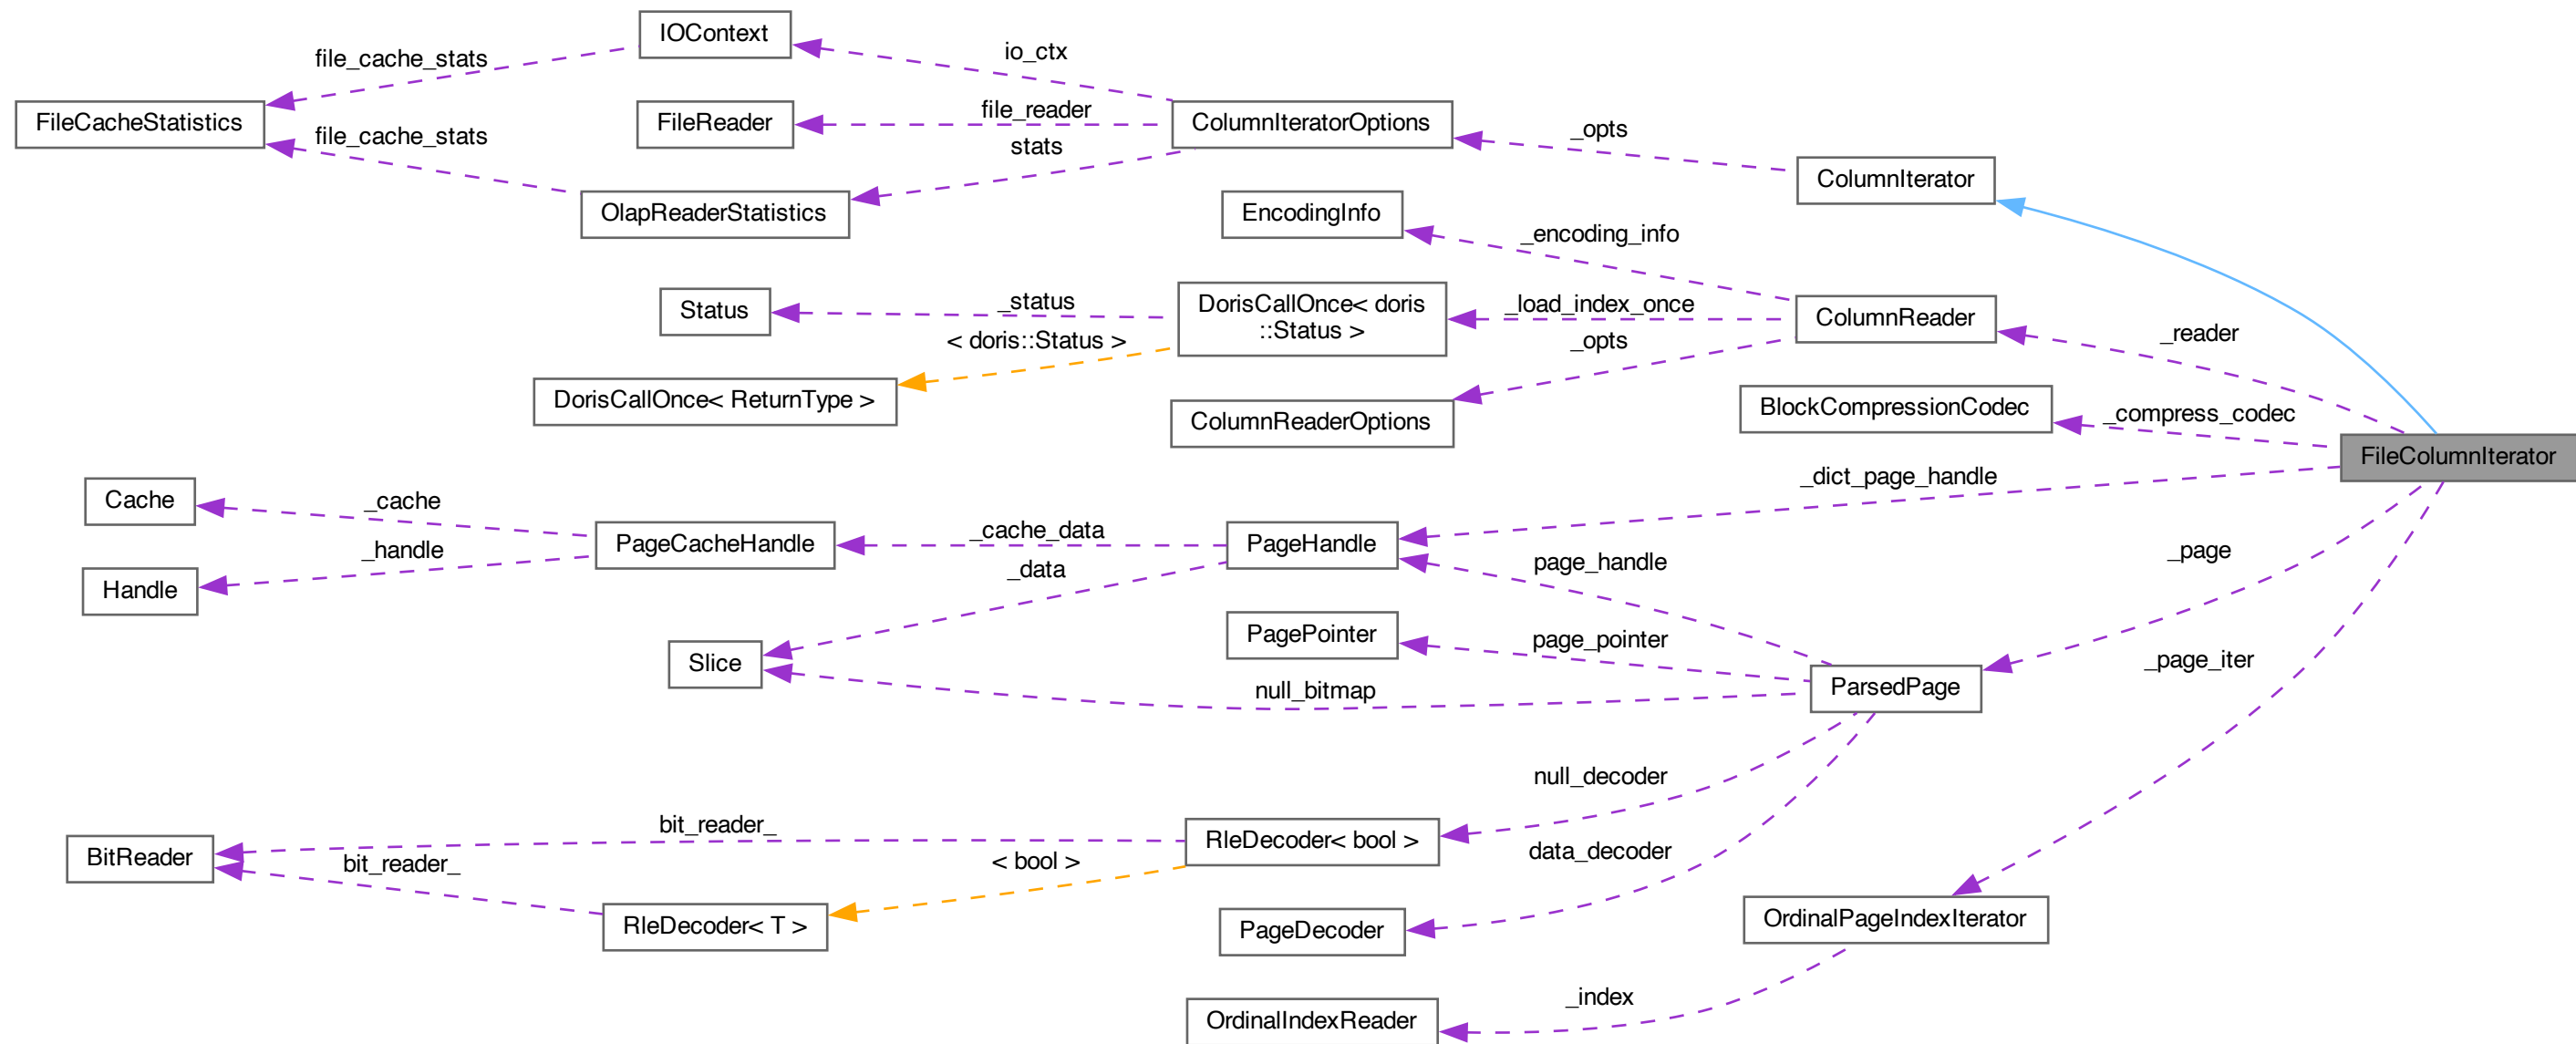 IOContext
file_cache_stats
io_ctx
FileCacheStatistics
FileReader
file_reader
ColumnIteratorOptions
_opts
file_cache_stats
stats
ColumnIterator
OlapReaderStatistics
EncodingInfo
_encoding_info
Status
_status
DorisCallOnce< doris
::Status >
_load_index_once
ColumnReader
< doris::Status >
_opts
_reader
DorisCallOnce< ReturnType >
ColumnReaderOptions
BlockCompressionCodec
_compress_codec
FileColumnIterator
Cache
_cache
_dict_page_handle
PageCacheHandle
_cache_data
PageHandle
_handle
_data
page_handle
_page
Handle
PagePointer
page_pointer
Slice
null_bitmap
ParsedPage
_page_iter
null_decoder
bit_reader_
BitReader
RleDecoder< bool >
bit_reader_
< bool >
data_decoder
RleDecoder< T >
PageDecoder
OrdinalPageIndexIterator
_index
OrdinalIndexReader